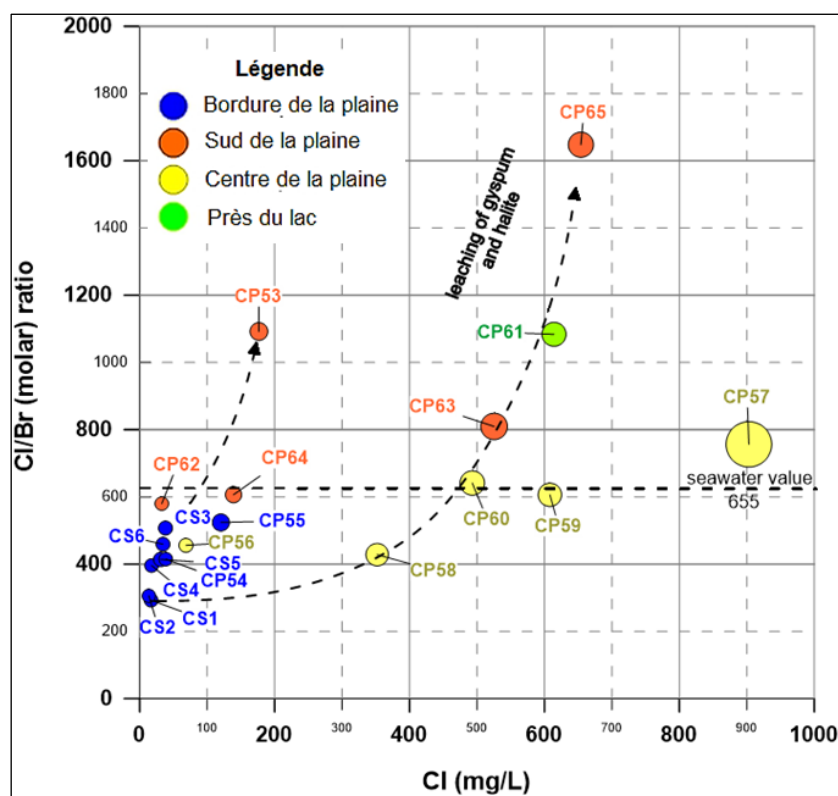 Légende
Bordure de la plaine
Sud de la plaine
Centre de la plaine
Près du lac
Cl/Br (molar) ratio
2000
1800
1600
1400
1200
1000
800
600
400
200
0
CP65
leaching of gyspum
and halite
CP53
CP61
CP63
CP57
CP62
CP64
seawater value
655
CS3
CP55
CP60
CP59
CS6
CP56
CS5
CP54
CP58
CS4
CS1
CS2
0
100
200
300
400
500
600
700
800
900
1000
Cl (mg/L)